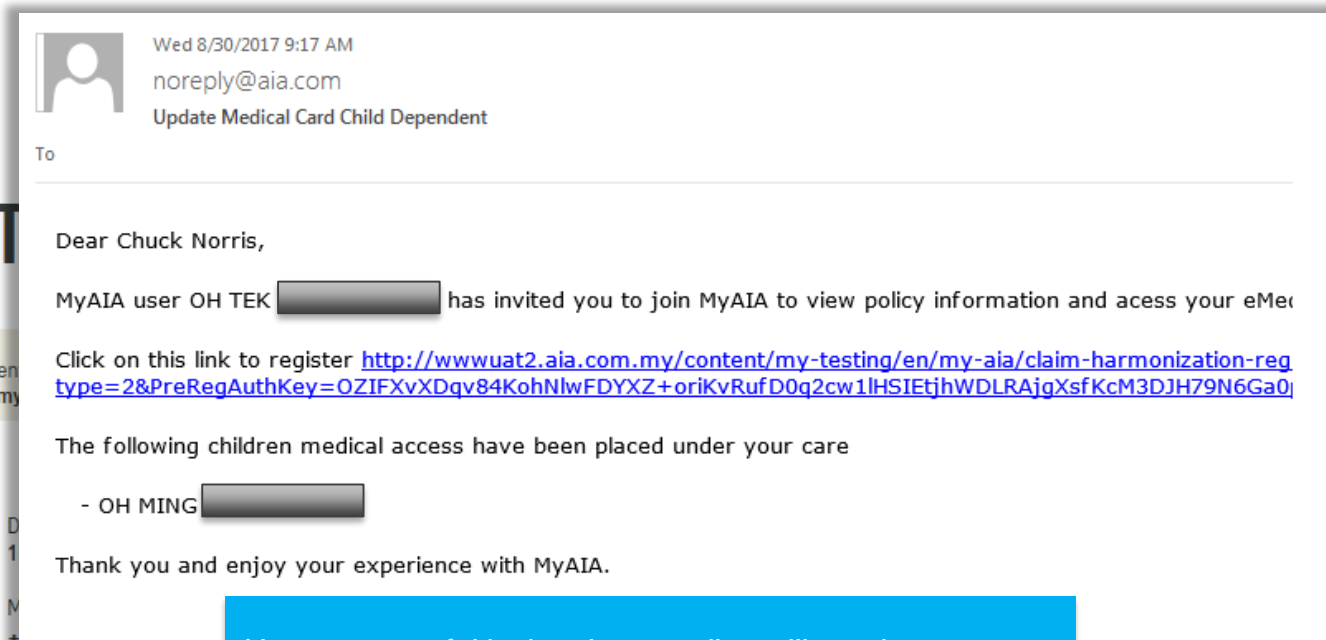 Wed 8/30/2017 9:17 AM
noreply@aia.com
Update Medical Card Child Dependent
To
Dear Chuck Norris,
MyAIA user OH TEK has invited you to join MyAIA to view policy information and acess your eMed
Click on this link to register http://wwwuat2.aia.com.my/content/my-testing/en/my-aia/claim-harmonization-reg
type=2&PreRegAuthKey=OZIFXvXDqv84KohNlwFDYXZ+oriKvRufD0q2cw1lHSIEtjhWDLRAjgXsfKcM3DJH79N6Ga0
The following children medical access have been placed under your care
- OH MING
Thank you and enjoy your experience with MyAIA.